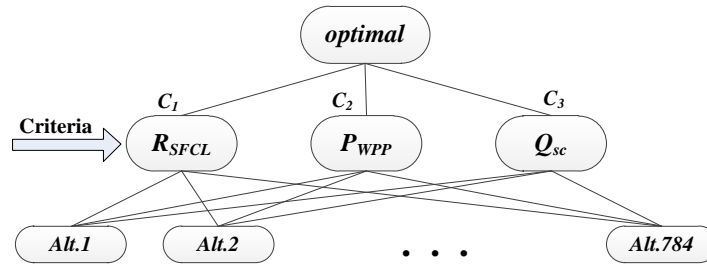 optimal
C1 C2 C3
Criteria
RSFCL PWPP Qsc
Alt.1 Alt.2 . . . Alt.784